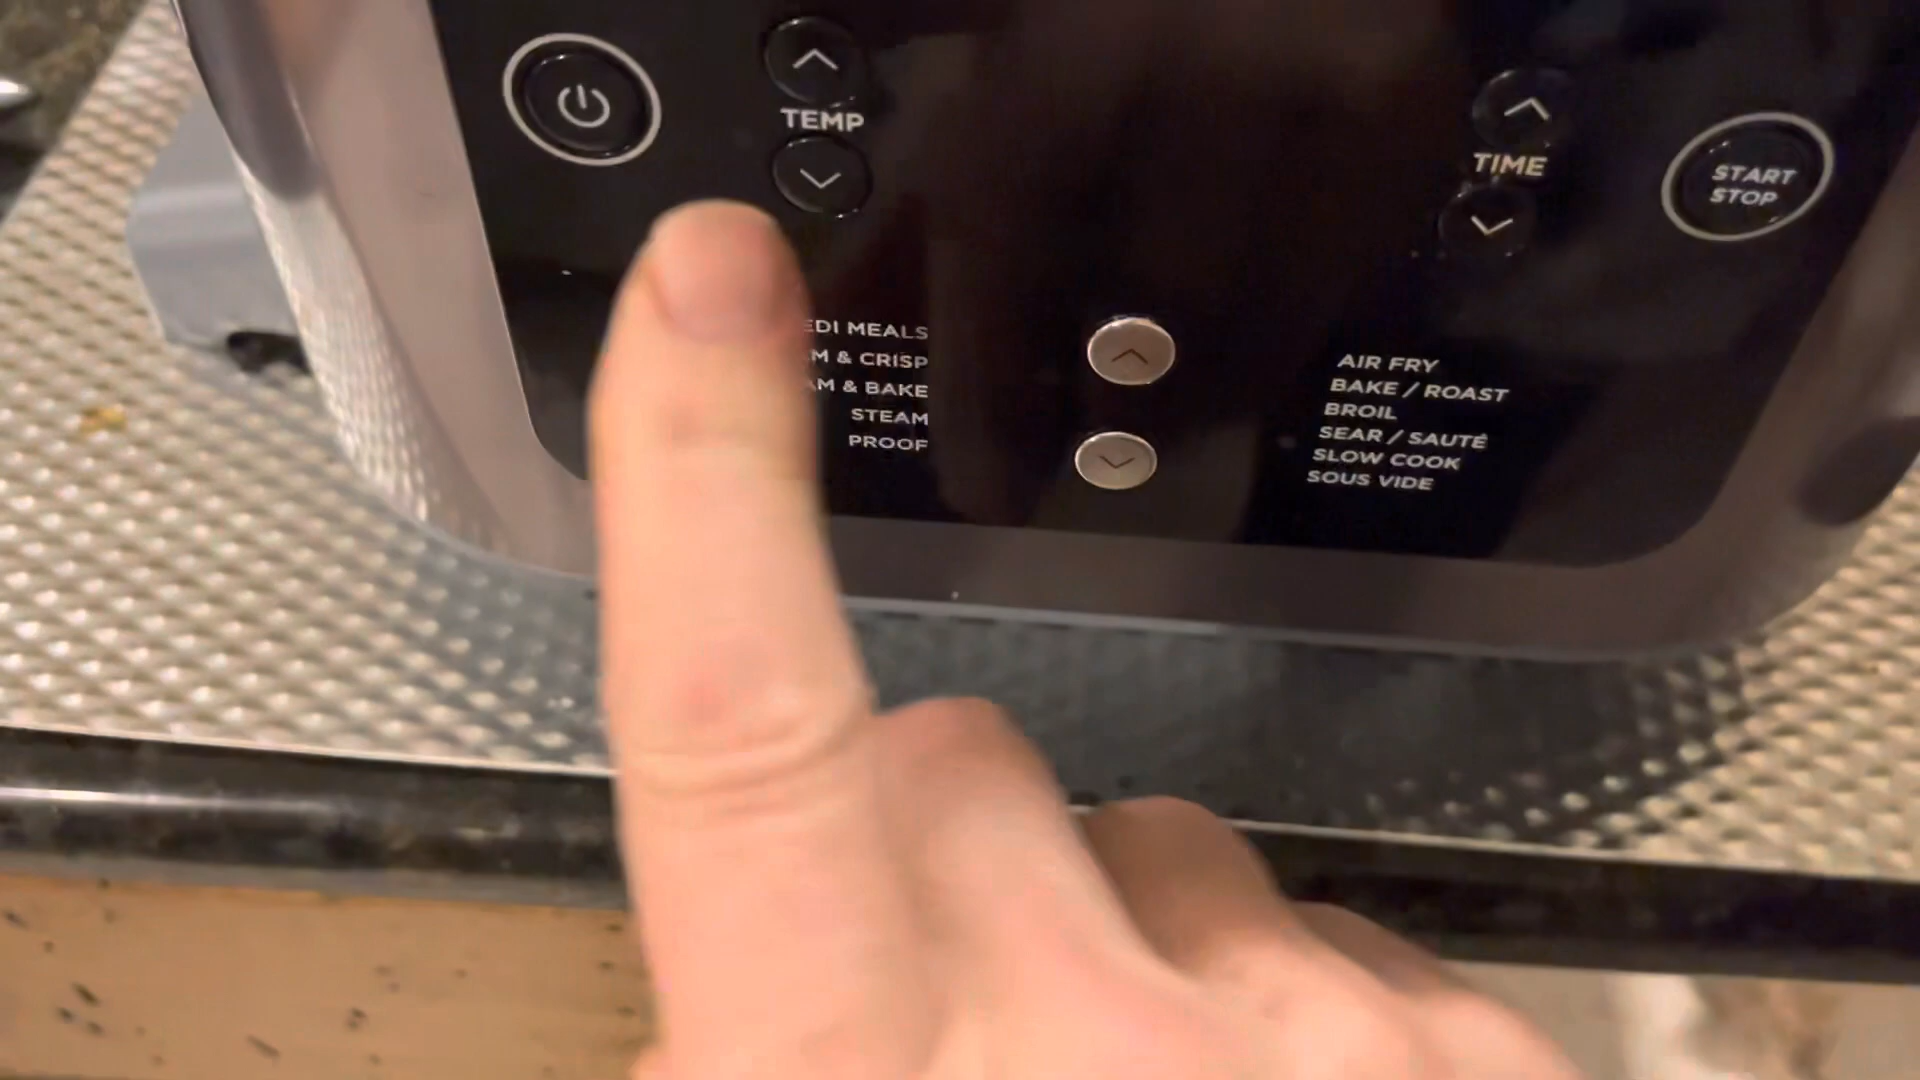 TEMP
TIME
START
STOP
EDI MEALS
AM & CRISP
AM & BAKE
STEAM
PROOF
AIR FRY
BAKE / ROAST
BROIL
SEAR / SAUTÉ
SLOW COOK
SOUS VIDE